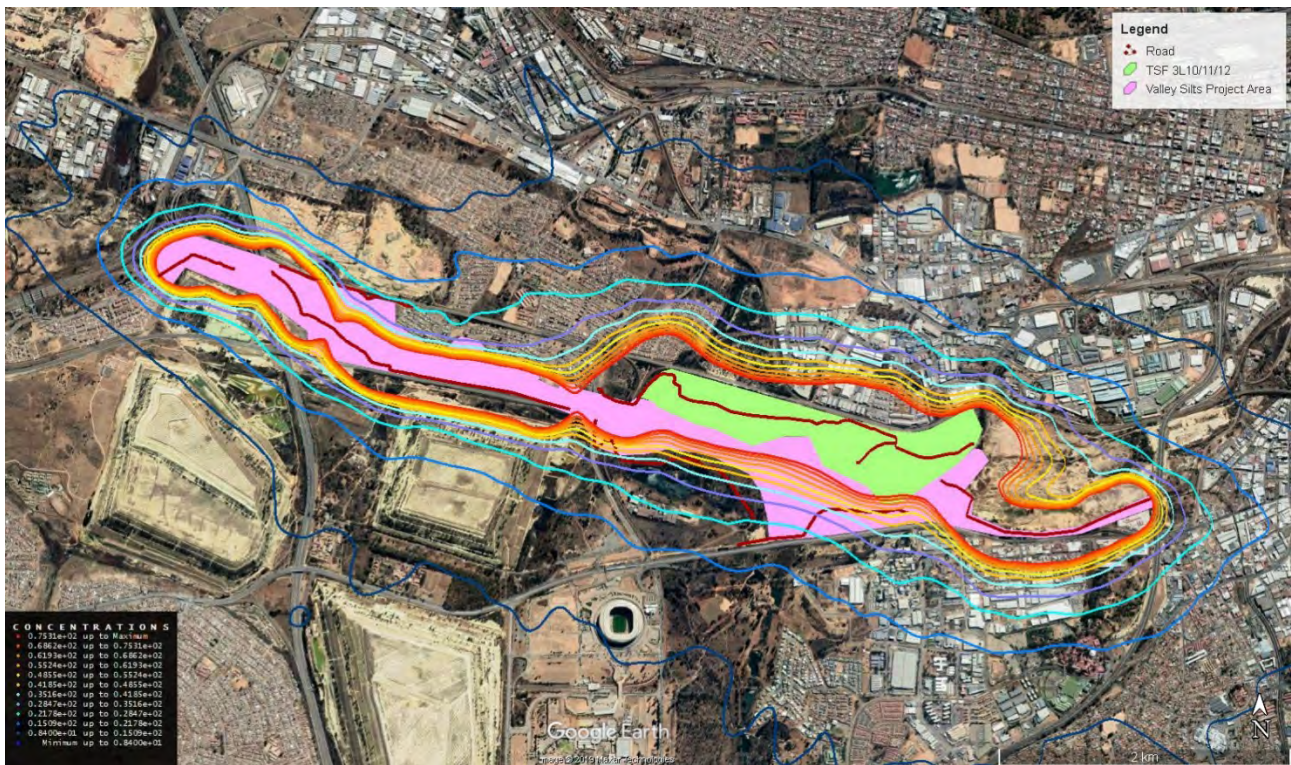 Legend
Road
TSF 3L10/11/12
Valley Silts Project Area
CONCENTRATIONS
0.7531e+02 up to Maximum
0.6862e+02 up to 0.7531e+02
0.6193e+02 up to 0.6862e+02
0.5524e+02 up to 0.6193e+02
0.4855e+02 up to 0.5524e+02
0.4185e+02 up to 0.4855e+02
0.3516e+02 up to 0.4185e+02
0.2847e+02 up to 0.3516e+02
0.2178e+02 up to 0.2847e+02
0.1509e+02 up to 0.2178e+02
0.8400e+01 up to 0.1509e+02
Minimum up to 0.8400e+01
Google Earth
Image © 2019 Maxar Technologies
N
2 km